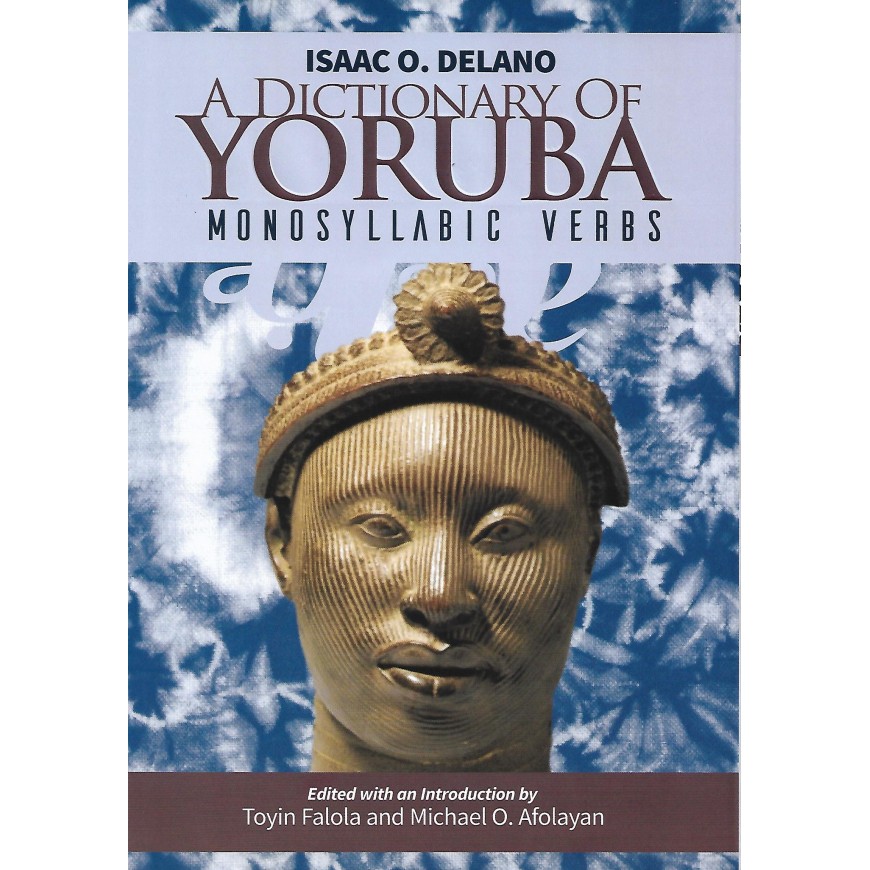 ISAAC O. DELANO
A DICTIONARY OF
YORUBA
MONOSYLLABIC VERBS
Edited with an Introduction by
Toyin Falola and Michael O. Afolayan